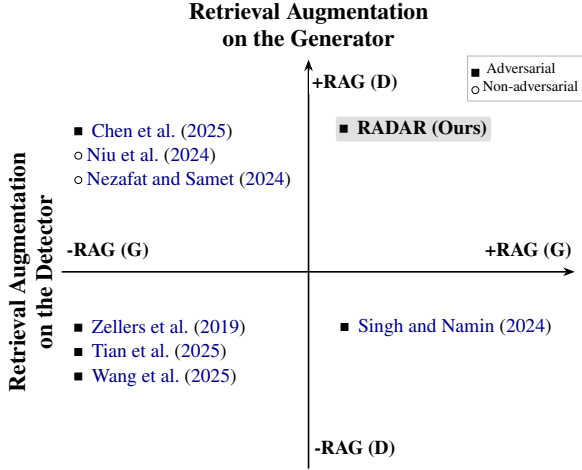 Retrieval Augmentation
on the Generator
+RAG (D)
■ Adversarial
○ Non-adversarial
■ Chen et al. (2025)
○ Niu et al. (2024)
○ Nezafat and Samet (2024)
■ RADAR (Ours)
Retrieval Augmentation
on the Detector
-RAG (G)
+RAG (G)
■ Zellers et al. (2019)
■ Tian et al. (2025)
■ Wang et al. (2025)
■ Singh and Namin (2024)
-RAG (D)